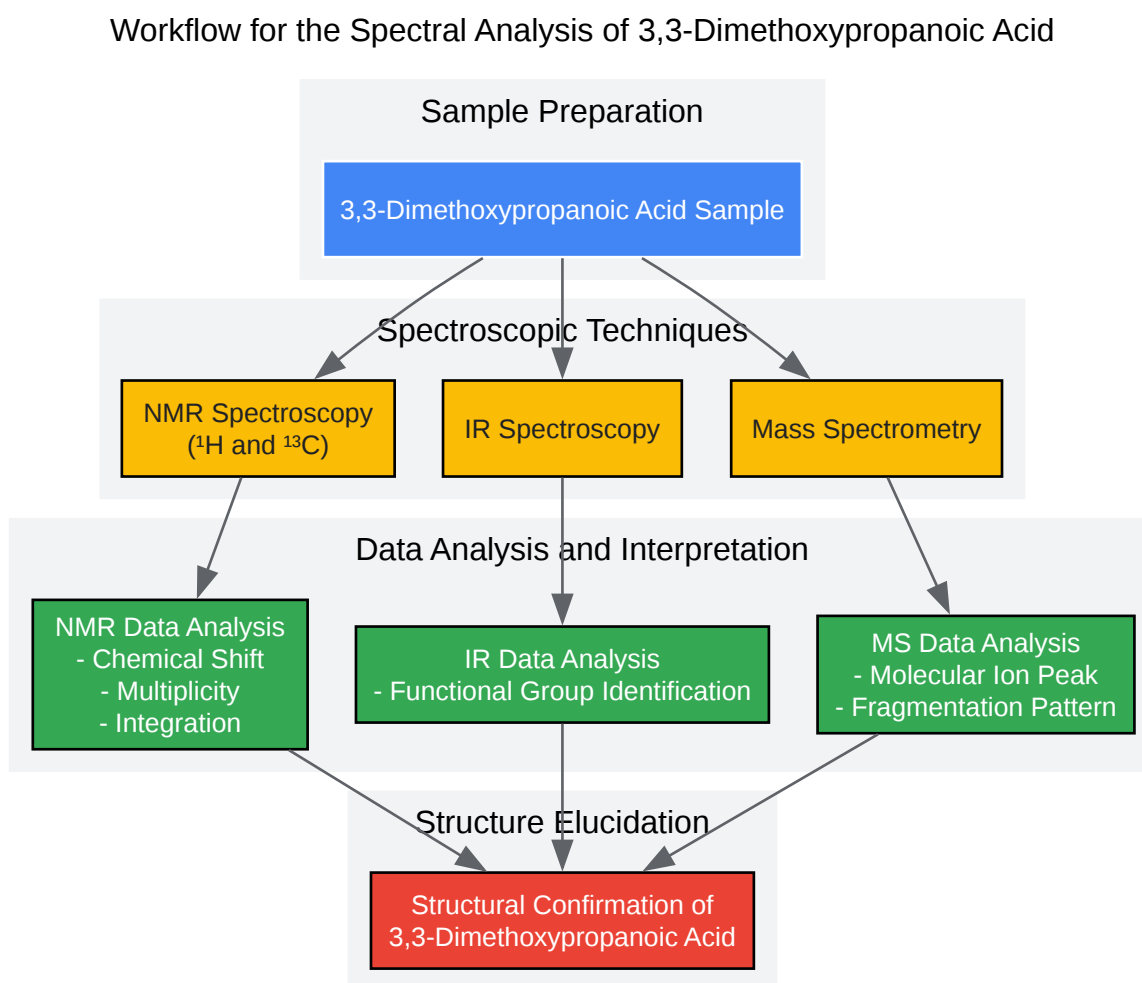 Workflow for the Spectral Analysis of 3,3-Dimethoxypropanoic Acid
Sample Preparation
3,3-Dimethoxypropanoic Acid Sample
Spectroscopic Techniques
NMR Spectroscopy
(¹H and ¹³C)
IR Spectroscopy
Mass Spectrometry
Data Analysis and Interpretation
NMR Data Analysis
- Chemical Shift
- Multiplicity
- Integration
IR Data Analysis
- Functional Group Identification
MS Data Analysis
- Molecular Ion Peak
- Fragmentation Pattern
Structure Elucidation
Structural Confirmation of
3,3-Dimethoxypropanoic Acid